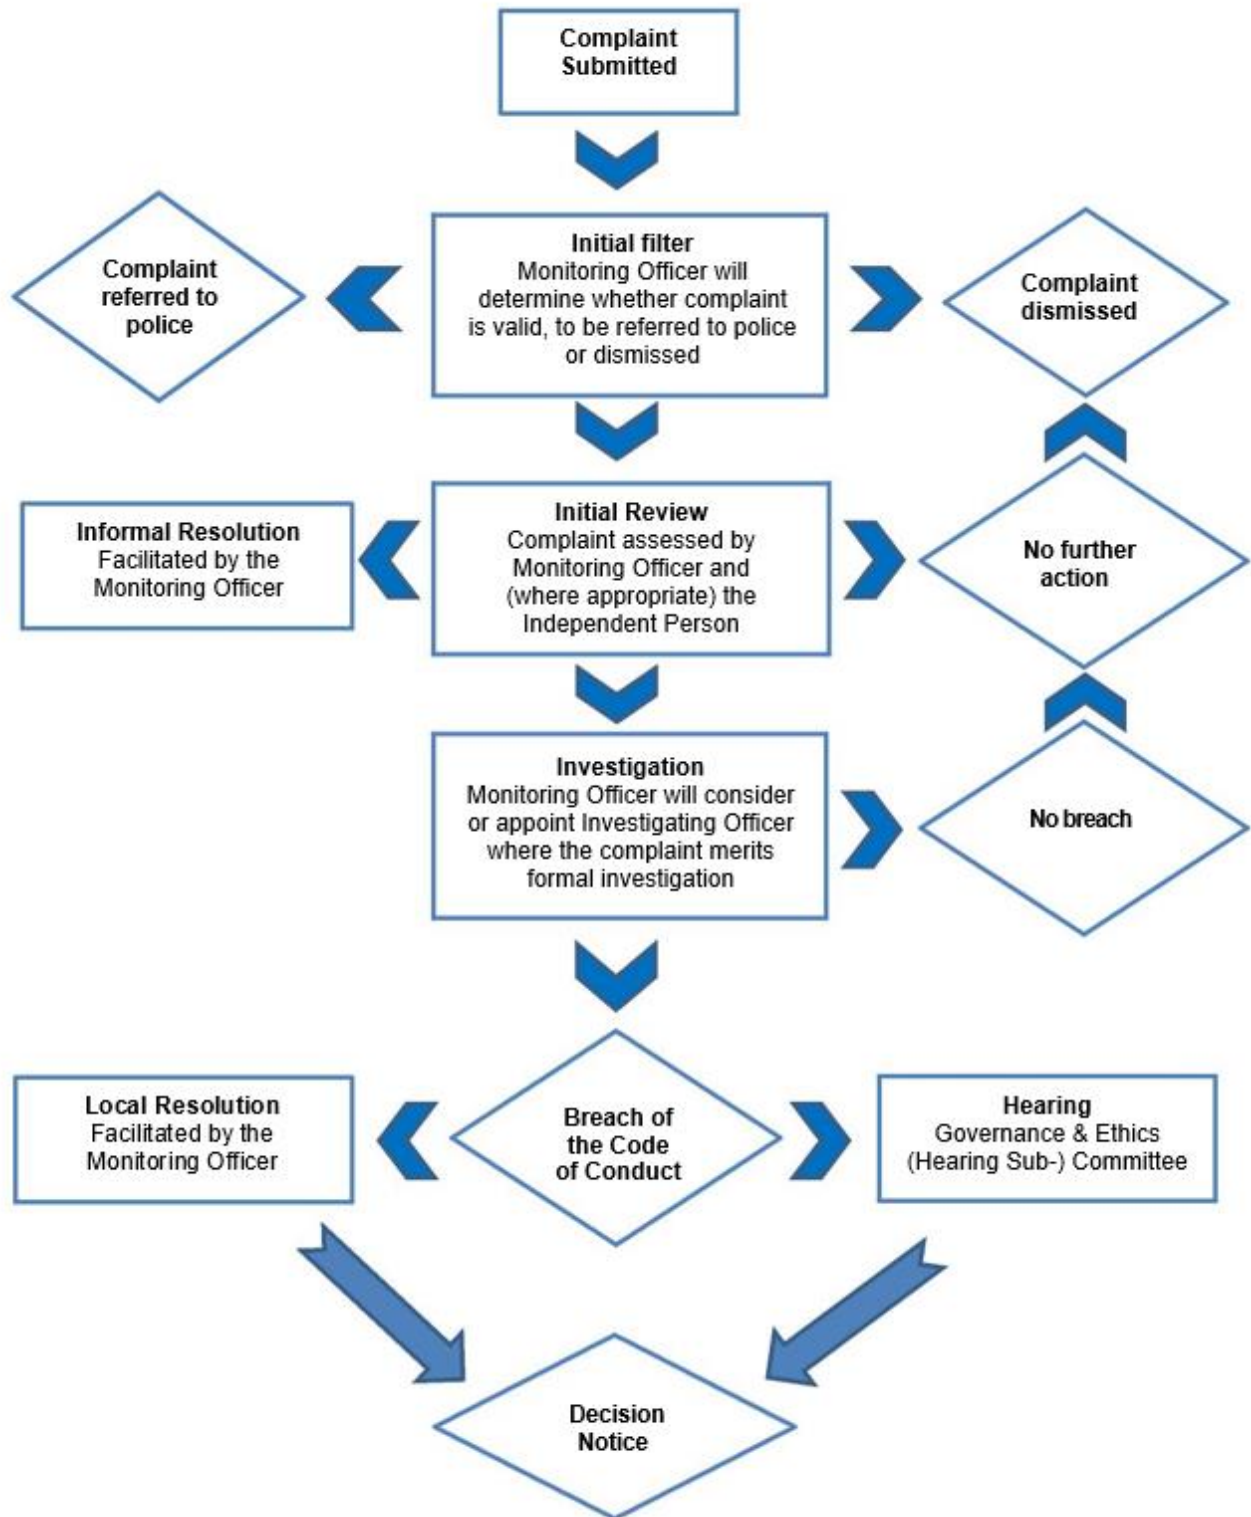 Complaint
Submitted
Complaint
referred to
police
Initial filter
Monitoring Officer will
determine whether complaint
is valid, to be referred to police
or dismissed
Complaint
dismissed
Informal Resolution
Facilitated by the
Monitoring Officer
Initial Review
Complaint assessed by
Monitoring Officer and
(where appropriate) the
Independent Person
No further
action
Investigation
Monitoring Officer will consider
or appoint Investigating Officer
where the complaint merits
formal investigation
No breach
Local Resolution
Facilitated by the
Monitoring Officer
Breach of
the Code
of Conduct
Hearing
Governance & Ethics
(Hearing Sub-) Committee
Decision
Notice